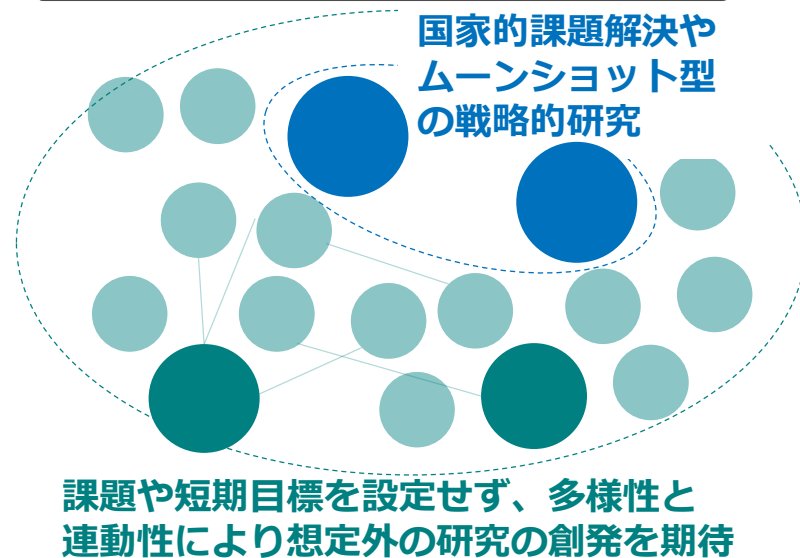 国家的課題解決や
ムーンショット型
の戦略的研究
課題や短期目標を設定せず、多様性と
連動性により想定外の研究の創発を期待